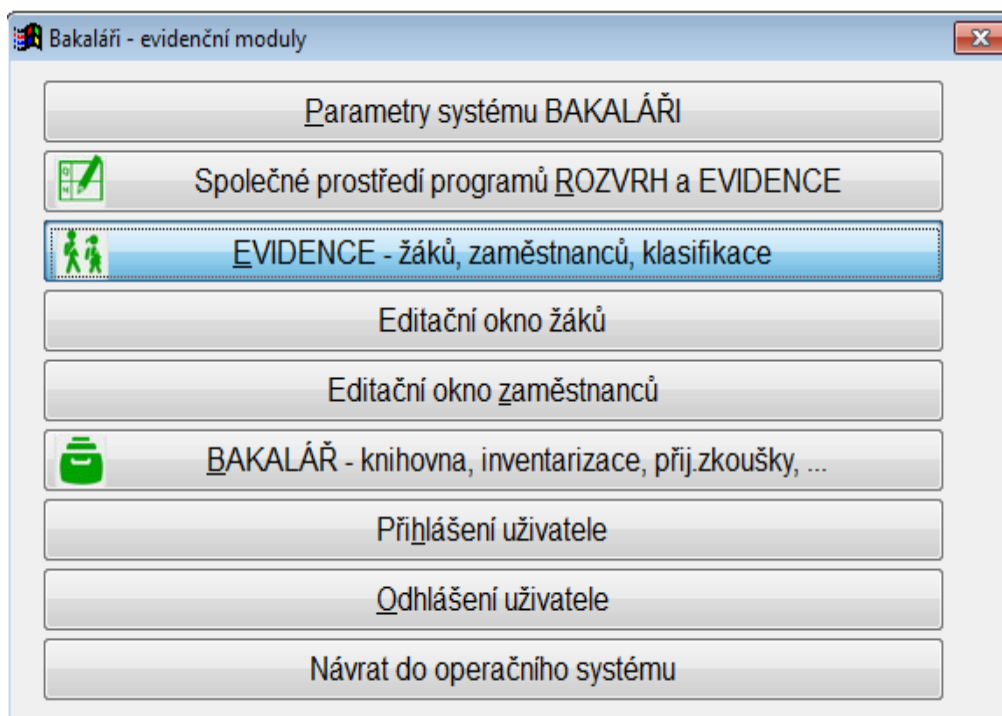 Bakaláři - evidenční moduly
Parametry systému BAKALÁŘI
Společné prostředí programů ROZVRH a EVIDENCE
EVIDENCE - žáků, zaměstnanců, klasifikace
Editační okno žáků
Editační okno zaměstnanců
BAKALÁŘ - knihovna, inventarizace, přij.zkoušky, ...
Přihlášení uživatele
Odhlášení uživatele
Návrat do operačního systému